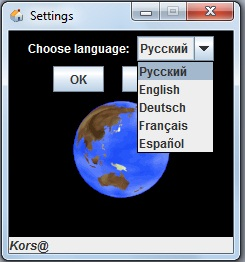 Settings
Choose language: Русский
OK
Русский
English
Deutsch
Français
Español
Kors@